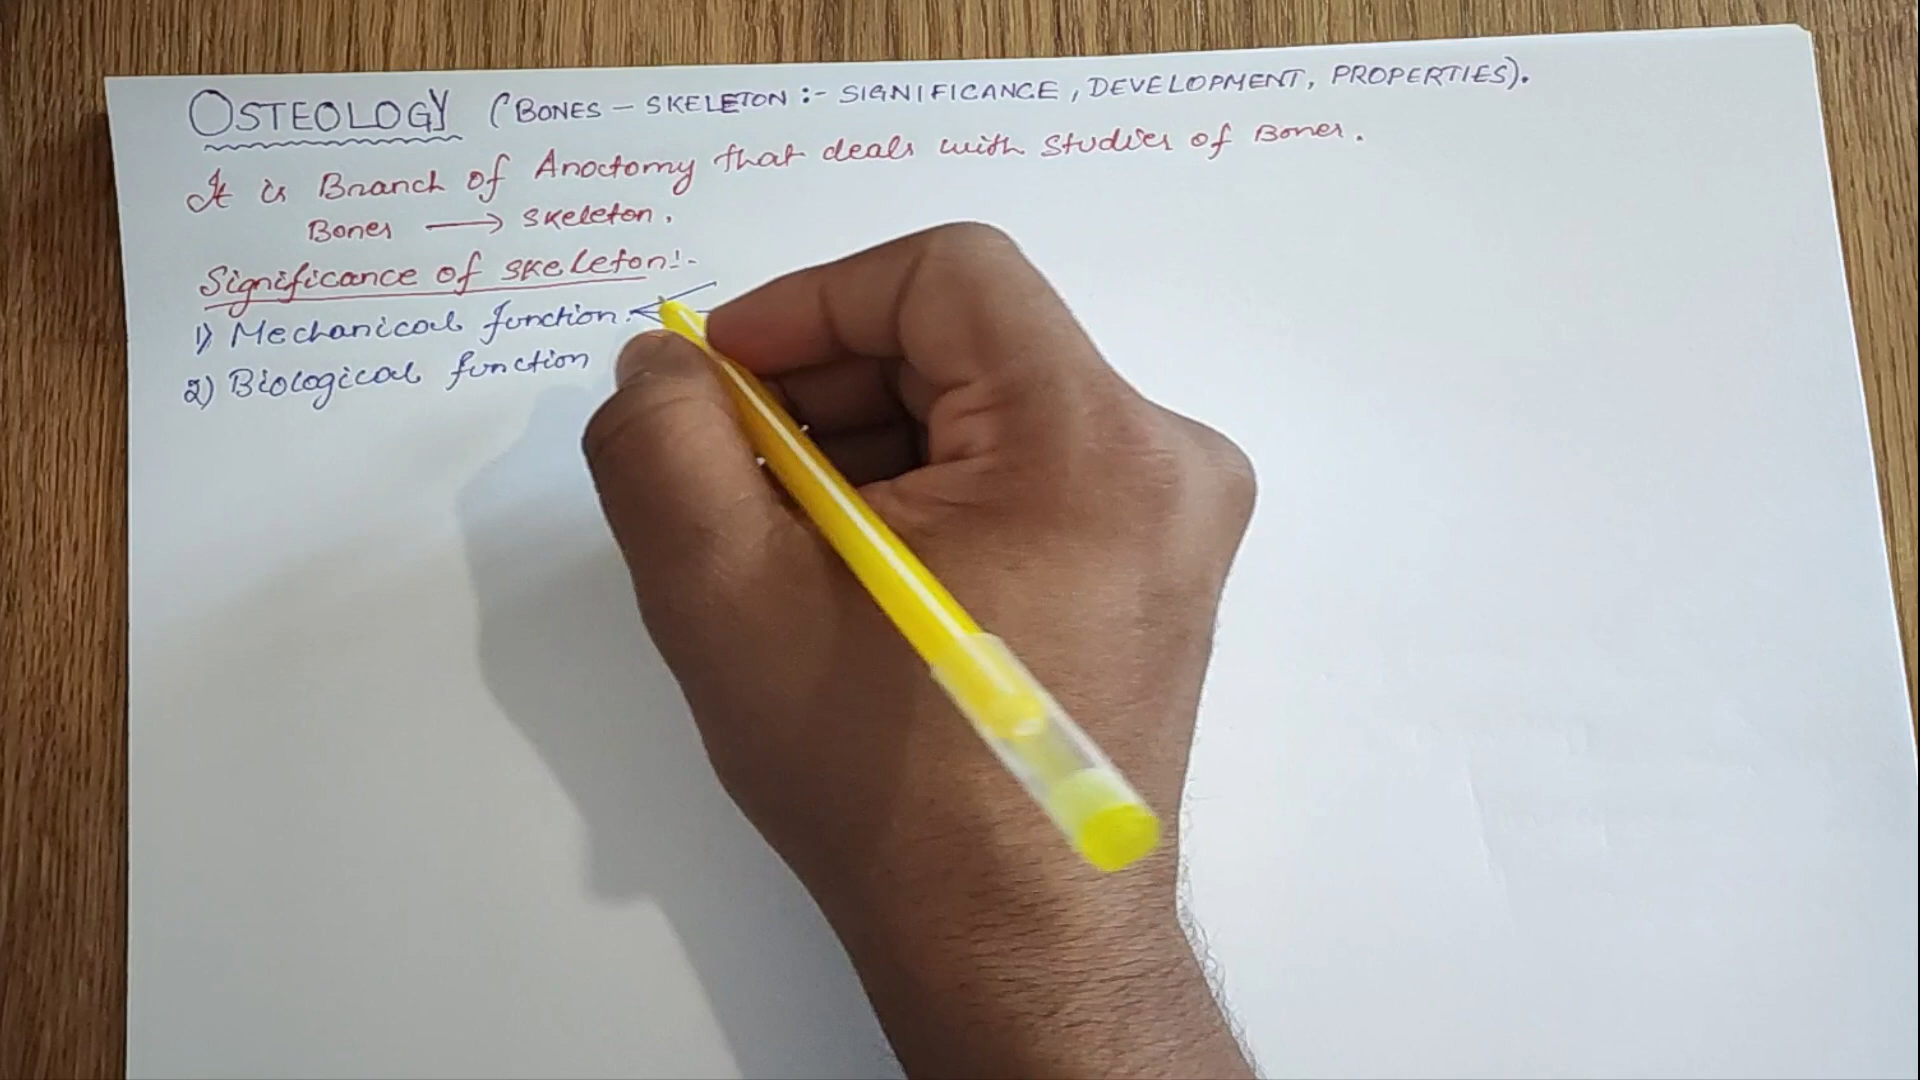 OSTEOLOGY (BONES – SKELETON :- SIGNIFICANCE, DEVELOPMENT, PROPERTIES).
It is Branch of Anoctomy that deals with Studies of Bones.
Bones → Skeleton.
Significance of skeleton:-
1) Mechanical function.
2) Biological function